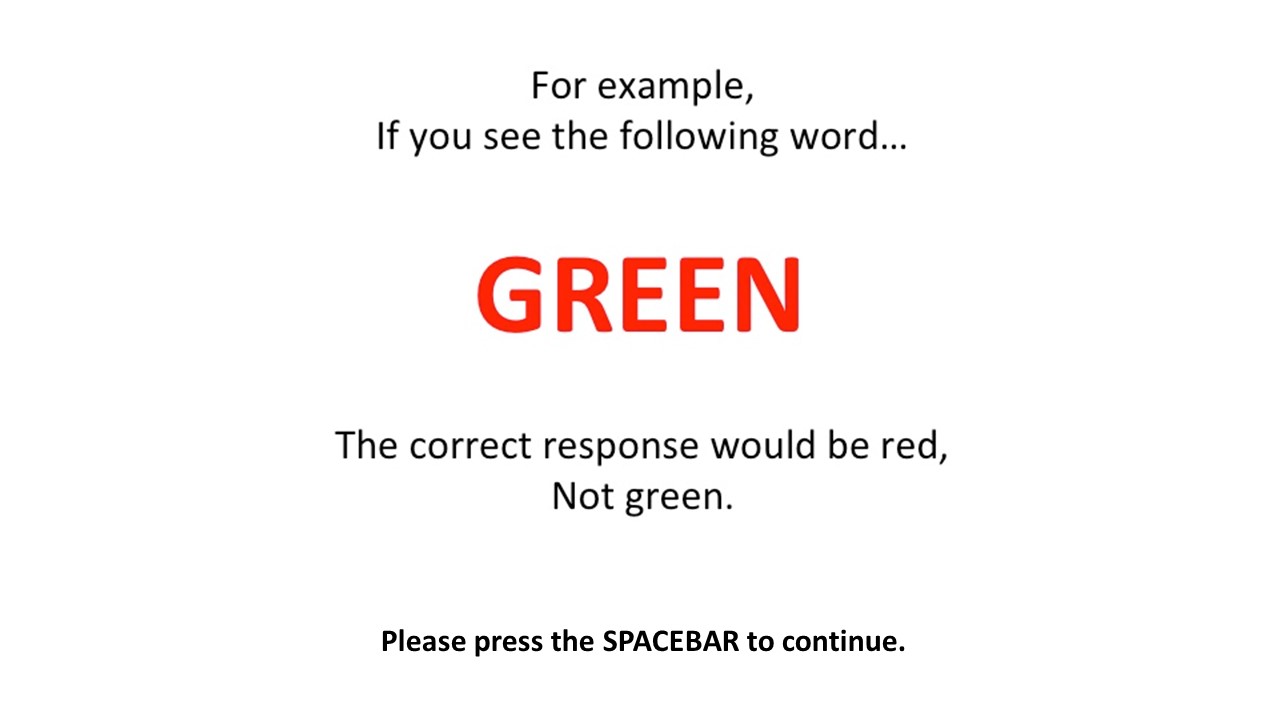 For example,
If you see the following word...
GREEN
The correct response would be red,
Not green.
Please press the SPACEBAR to continue.